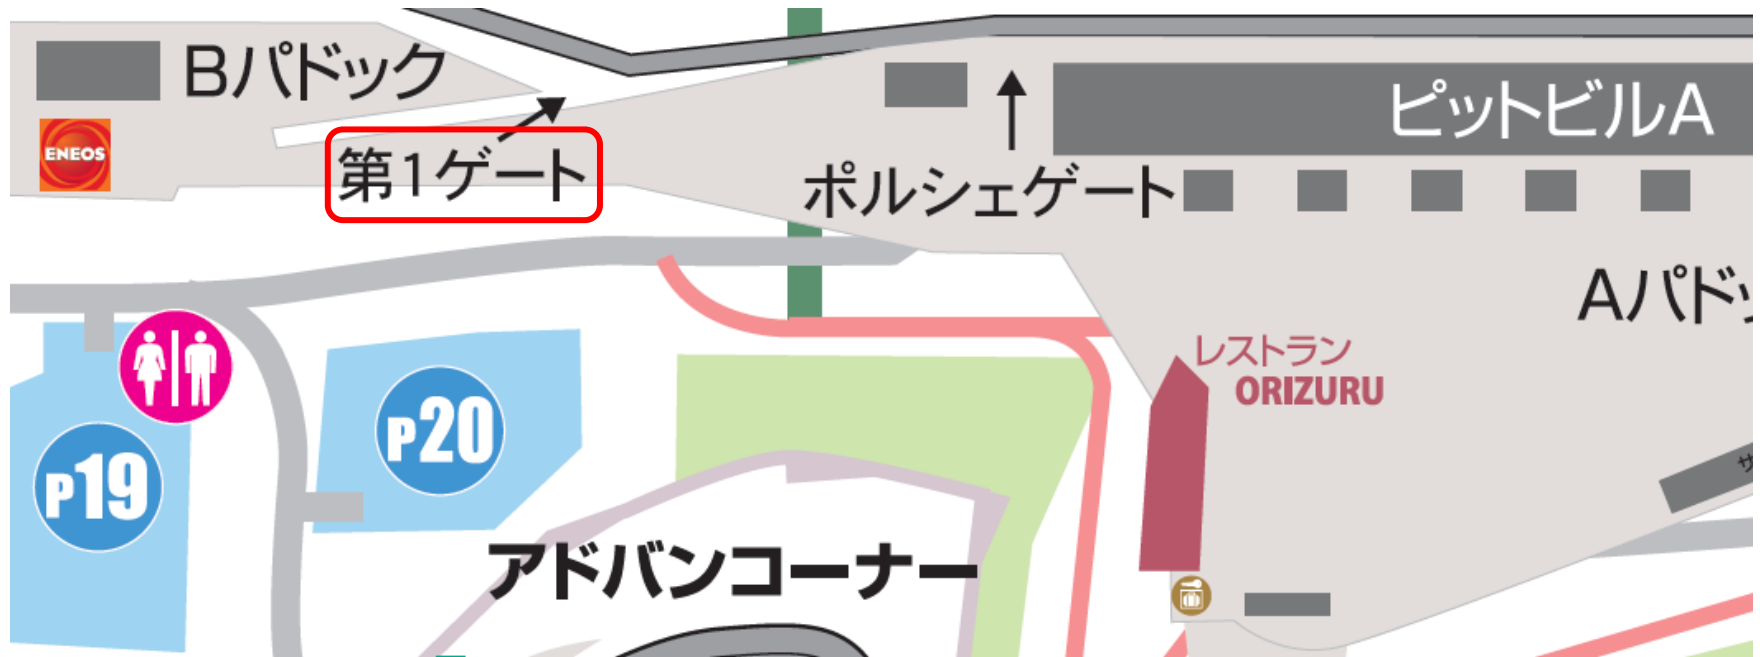 Bパドック
ENEOS
第1ゲート
ポルシェゲート
ピットビルA
Aパドッ
レストラン
ORIZURU
P19
P20
アドバンコーナー
サ